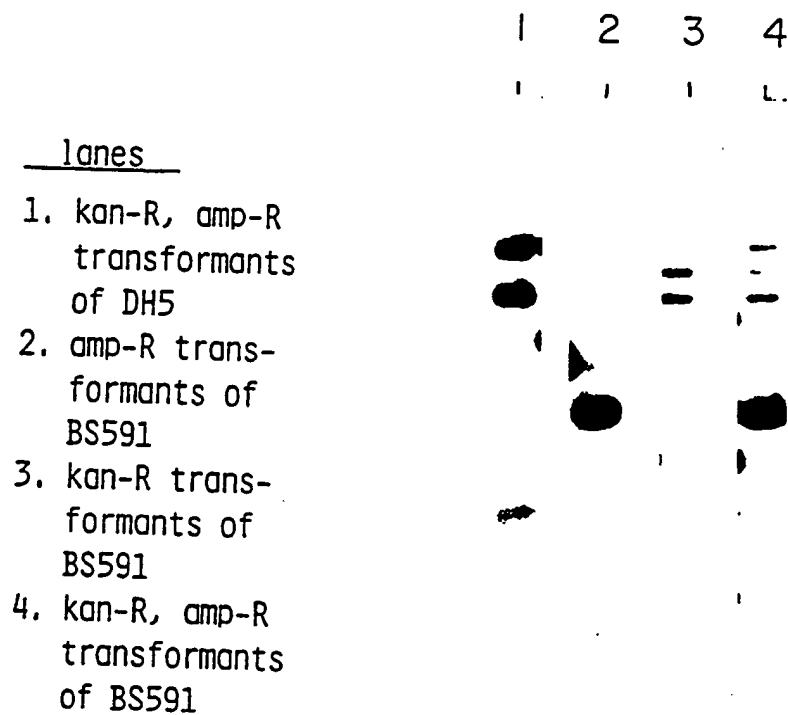 1 2 3 4
lanes
1. kan-R, amp-R
transformants
of DH5
2. amp-R trans-
formants of
BS591
3. kan-R trans-
formants of
BS591
4. kan-R, amp-R
transformants
of BS591